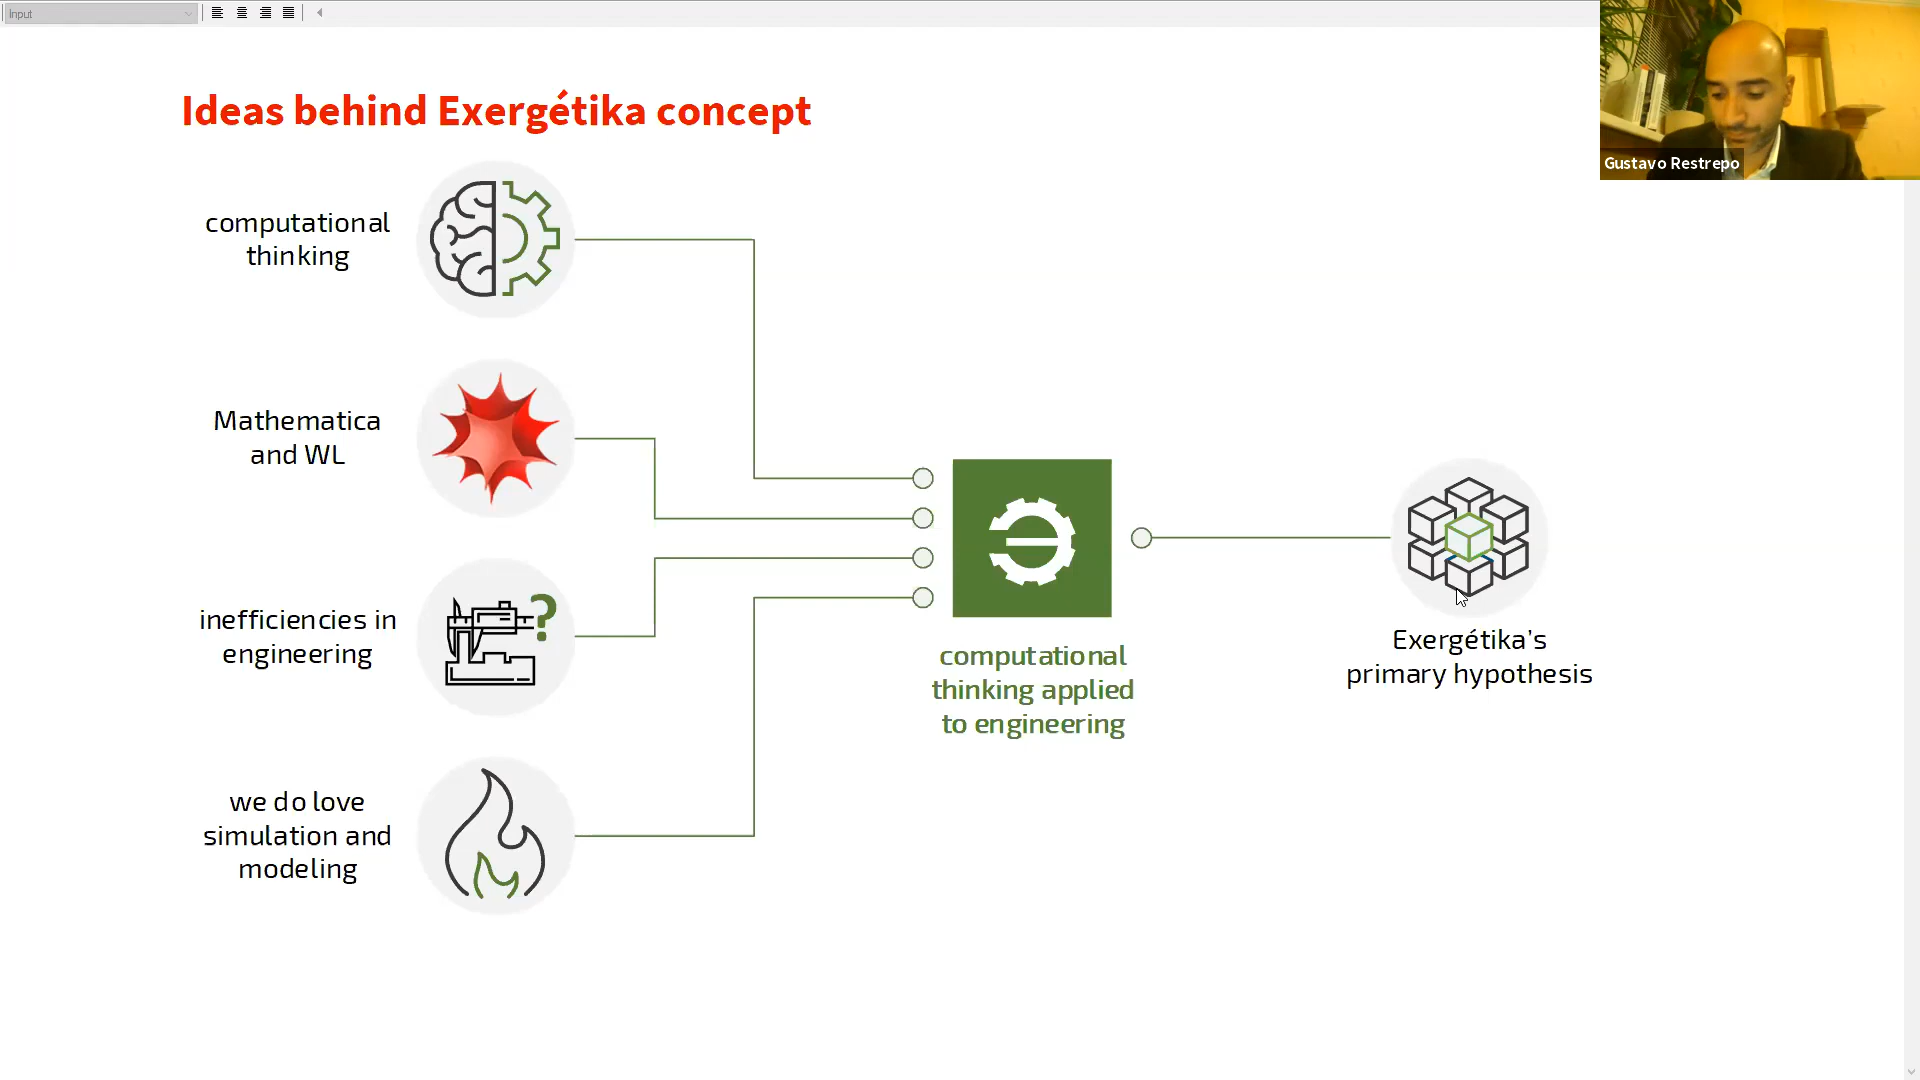 Input
Ideas behind Exergétika concept
computational
thinking
Mathematica
and WL
inefficiencies in
engineering
we do love
simulation and
modeling
?
computational
thinking applied
to engineering
Exergétika’s
primary hypothesis
Gustavo Restrepo